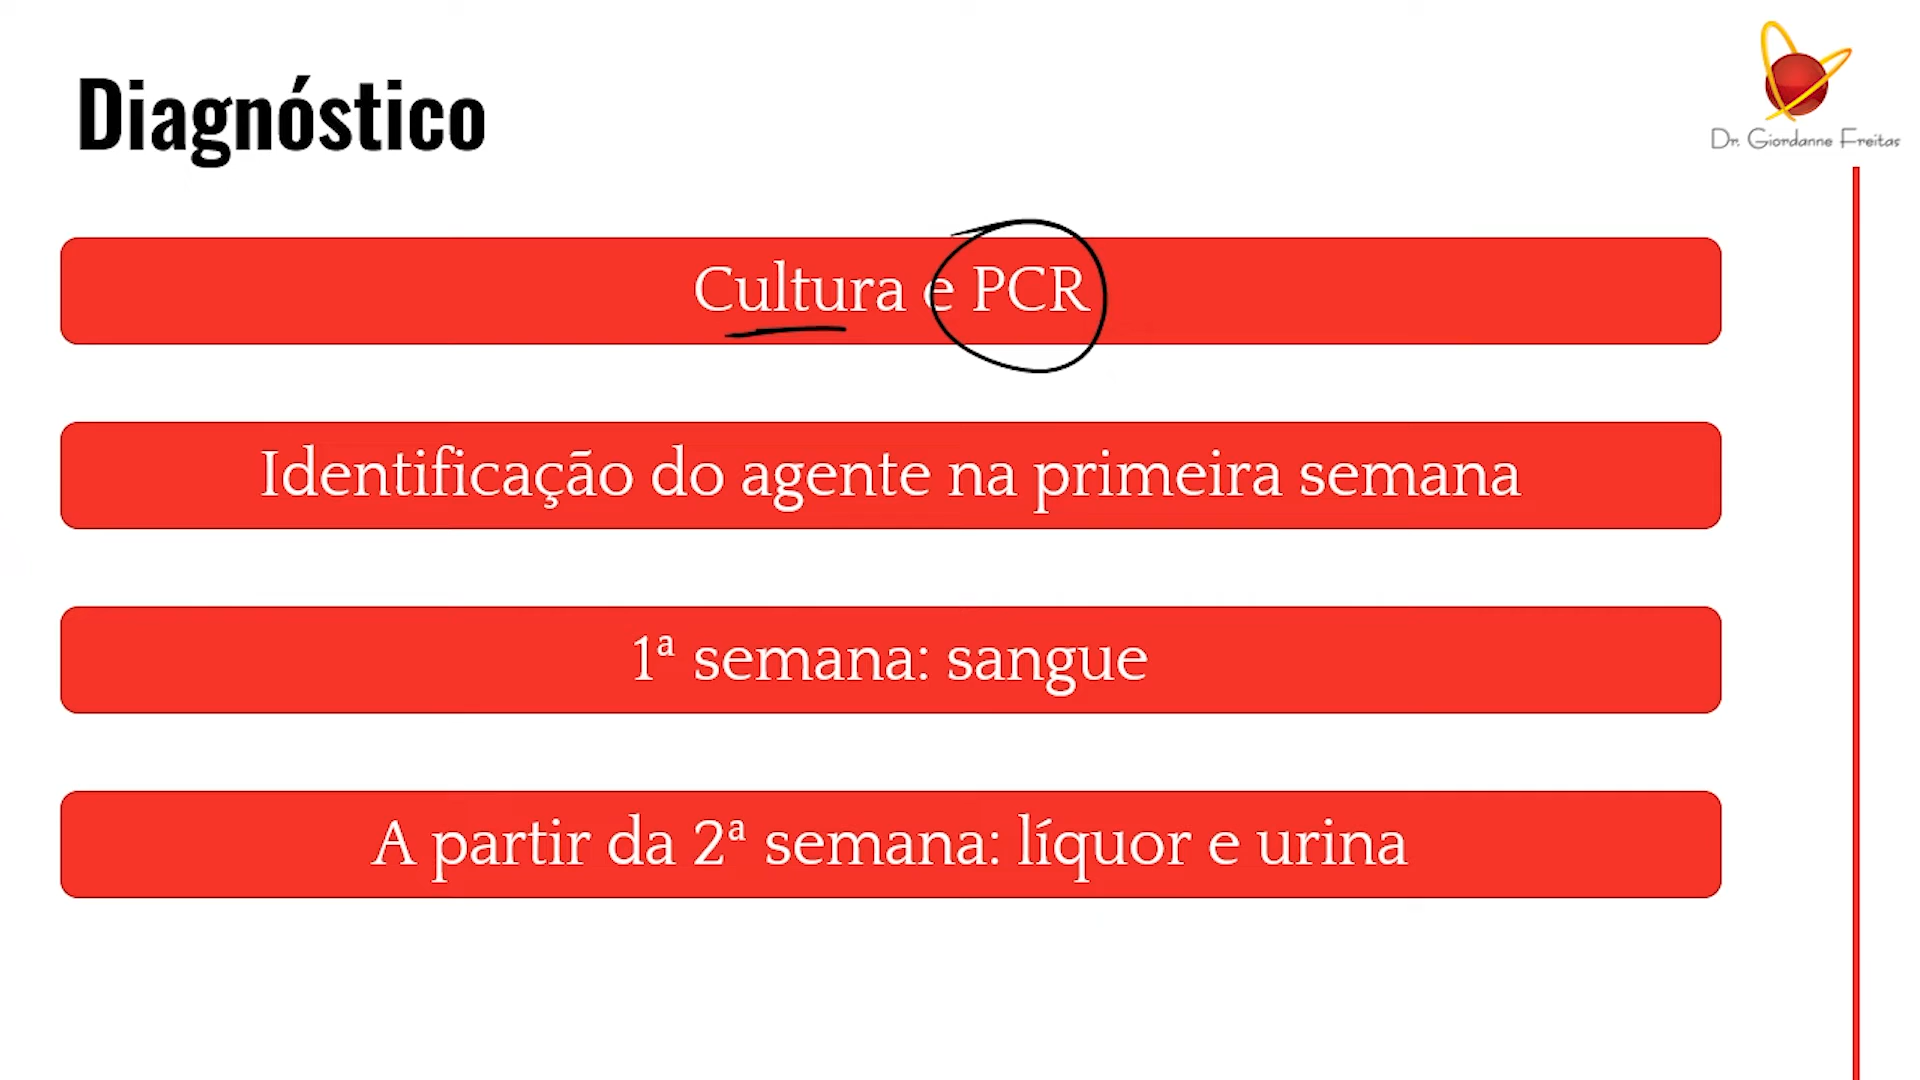 Diagnóstico
Dr. Giordanne Freitas
Cultura e PCR
Identificação do agente na primeira semana
1ª semana: sangue
A partir da 2ª semana: líquor e urina